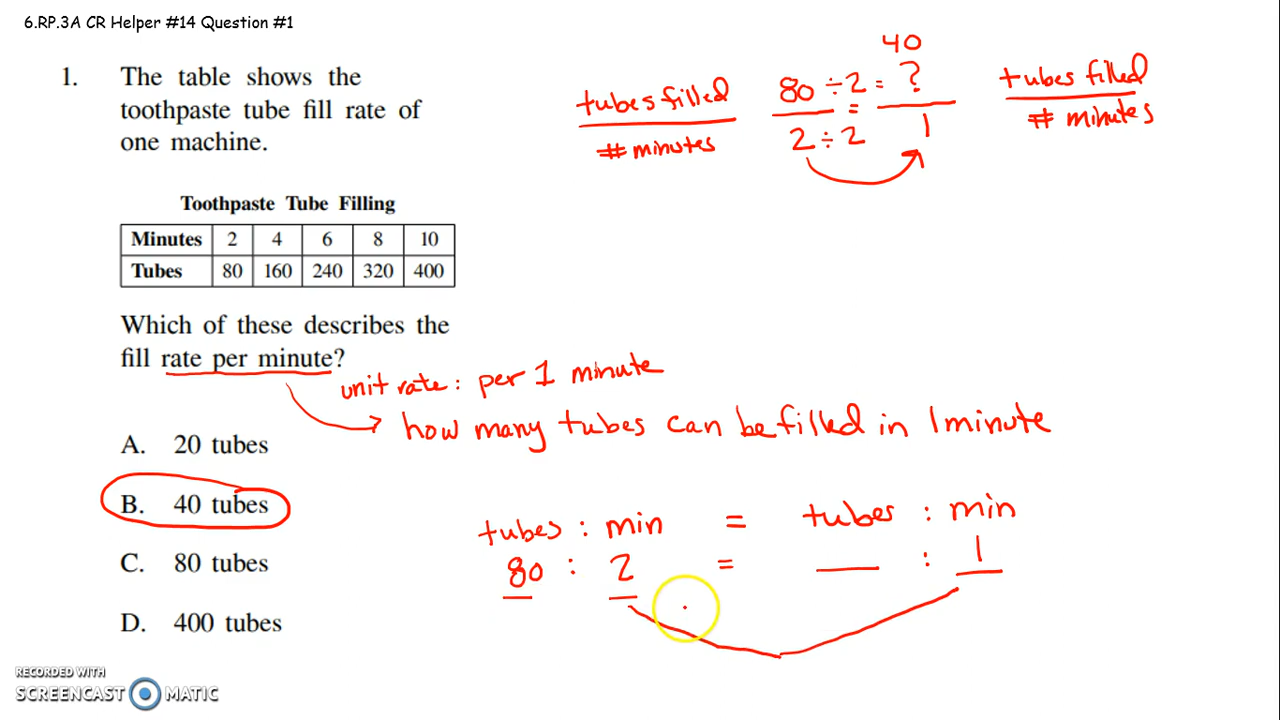 6.RP.3A CR Helper #14 Question #1
1. The table shows the
toothpaste tube fill rate of
one machine.
Toothpaste Tube Filling
Minutes 2 4 6 8 10
Tubes 80 160 240 320 400
Which of these describes the
fill rate per minute?
A. 20 tubes
B. 40 tubes
C. 80 tubes
D. 400 tubes
40
tubes filled 80 ÷ 2 = ? tubes filled
=
# minutes 2 ÷ 2 1 # minutes
unit rate: per 1 minute
how many tubes can be filled in 1 minute
tubes : min = tubes : min
80 : 2 = __ : 1
RECORDED WITH
SCREENCAST MATIC